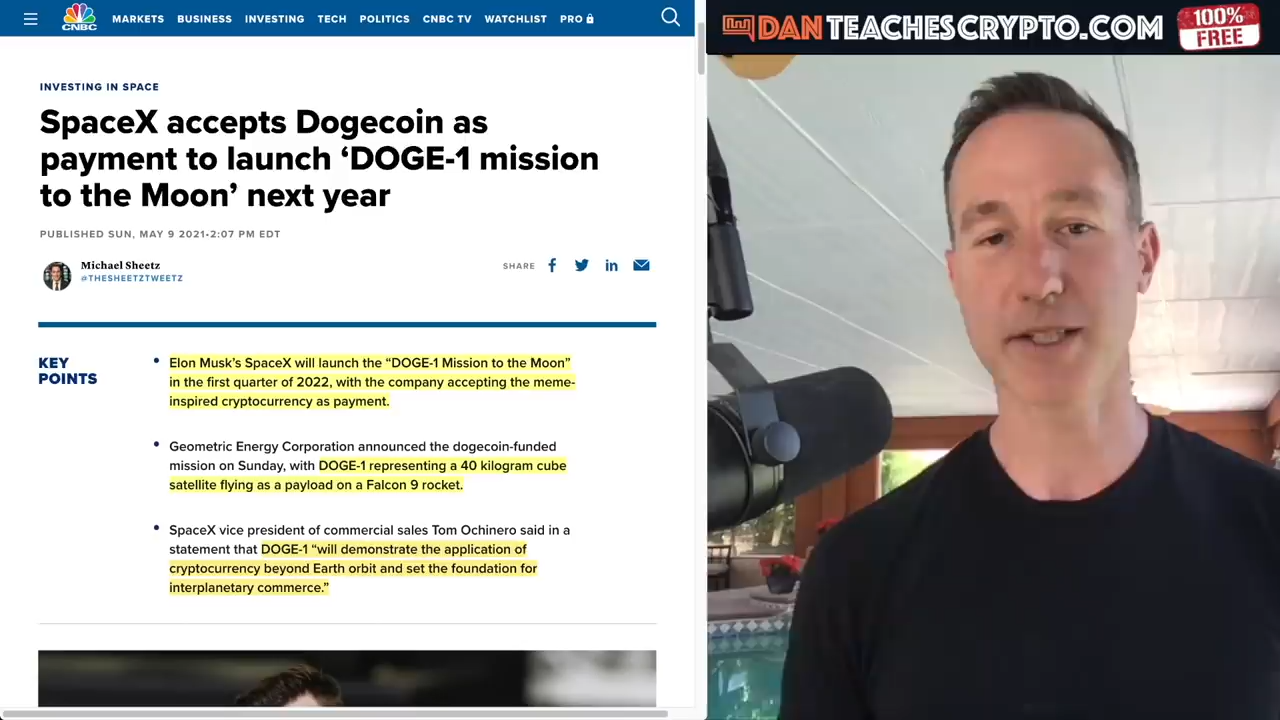 MARKETS BUSINESS INVESTING TECH POLITICS CNBC TV WATCHLIST PRO
CNBC
INVESTING IN SPACE
SpaceX accepts Dogecoin as
payment to launch ‘DOGE-1 mission
to the Moon’ next year
PUBLISHED SUN, MAY 9 2021•2:07 PM EDT
Michael Sheetz
@THESHEETZTWEETZ
SHARE
KEY
POINTS
• Elon Musk’s SpaceX will launch the “DOGE-1 Mission to the Moon”
in the first quarter of 2022, with the company accepting the meme-
inspired cryptocurrency as payment.
• Geometric Energy Corporation announced the dogecoin-funded
mission on Sunday, with DOGE-1 representing a 40 kilogram cube
satellite flying as a payload on a Falcon 9 rocket.
• SpaceX vice president of commercial sales Tom Ochinero said in a
statement that DOGE-1 “will demonstrate the application of
cryptocurrency beyond Earth orbit and set the foundation for
interplanetary commerce.”
DANTEACHESCRYPTO.COM
100%
FREE